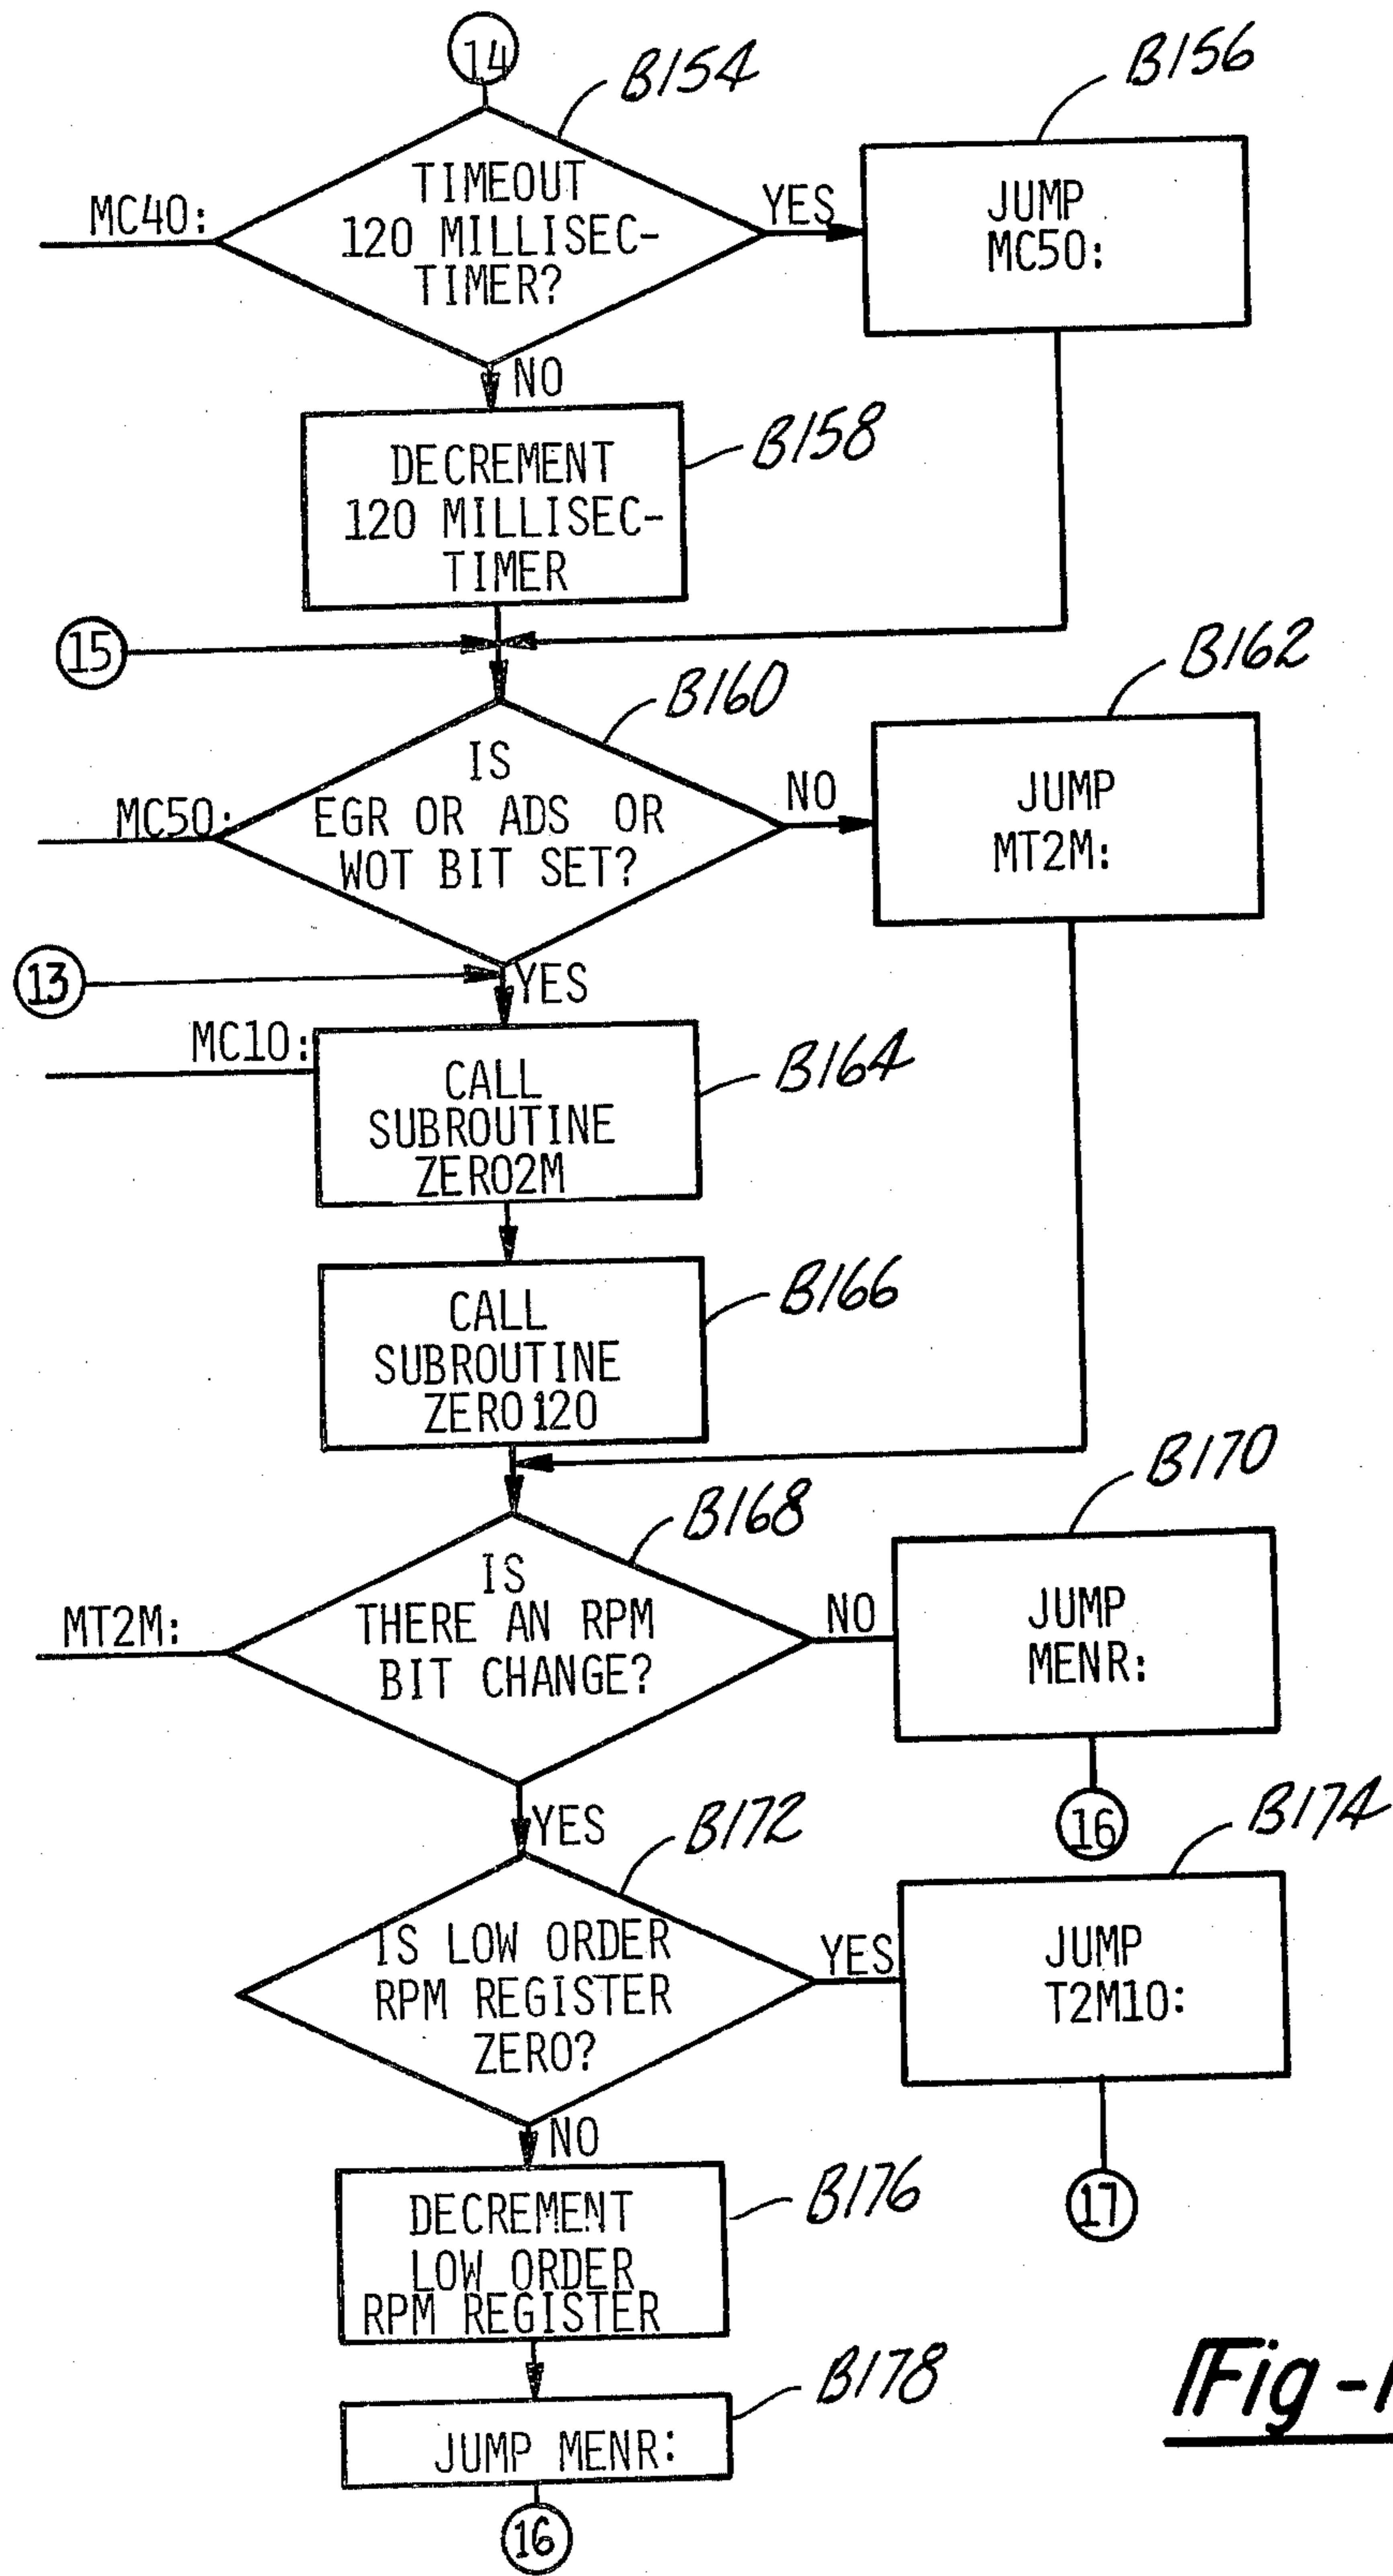 14
B154
B156
MC40:
TIMEOUT
120 MILLISEC-
TIMER?
YES
JUMP
MC50:
NO
DECREMENT
120 MILLISEC-
TIMER
B158
15
B160
B162
MC50:
IS
EGR OR ADS OR
WOT BIT SET?
NO
JUMP
MT2M:
13
YES
MC10:
CALL
SUBROUTINE
ZERO2M
B164
CALL
SUBROUTINE
ZERO120
B166
B168
B170
MT2M:
IS
THERE AN RPM
BIT CHANGE?
NO
JUMP
MENR:
16
YES
B172
B174
IS LOW ORDER
RPM REGISTER
ZERO?
YES
JUMP
T2M10:
17
NO
DECREMENT
LOW ORDER
RPM REGISTER
B176
JUMP MENR:
B178
16
Fig-